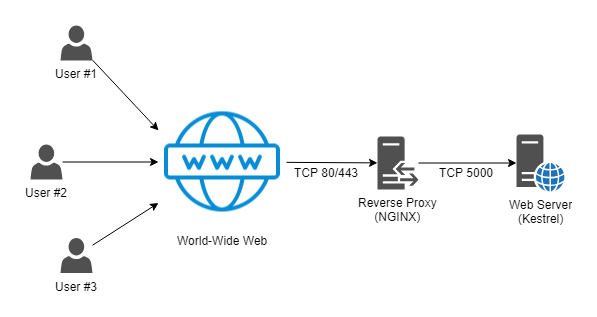 User #1
User #2
User #3
WWW
World-Wide Web
TCP 80/443
Reverse Proxy
(NGINX)
TCP 5000
Web Server
(Kestrel)